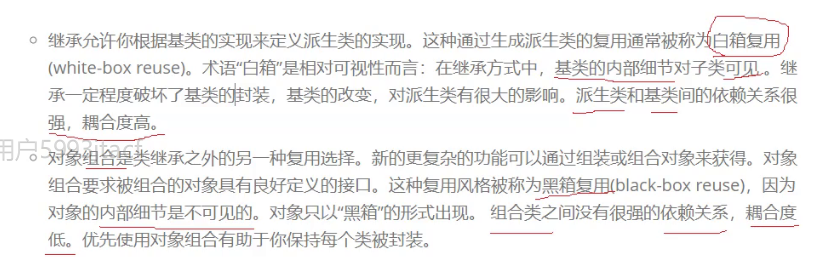 继承允许你根据基类的实现来定义派生类的实现。这种通过生成派生类的复用通常被称为白箱复用
(white-box reuse)。术语“白箱”是相对可视性而言：在继承方式中，基类的内部细节对子类可见 。继
承一定程度破坏了基类的封装，基类的改变，对派生类有很大的影响。派生类和基类间的依赖关系很
强，耦合度高。
对象组合是类继承之外的另一种复用选择。新的更复杂的功能可以通过组装或组合对象来获得。对象
组合要求被组合的对象具有良好定义的接口。这种复用风格被称为黑箱复用(black-box reuse)，因为
对象的内部细节是不可见的。对象只以“黑箱”的形式出现。 组合类之间没有很强的依赖关系，耦合度
低。优先使用对象组合有助于你保持每个类被封装。